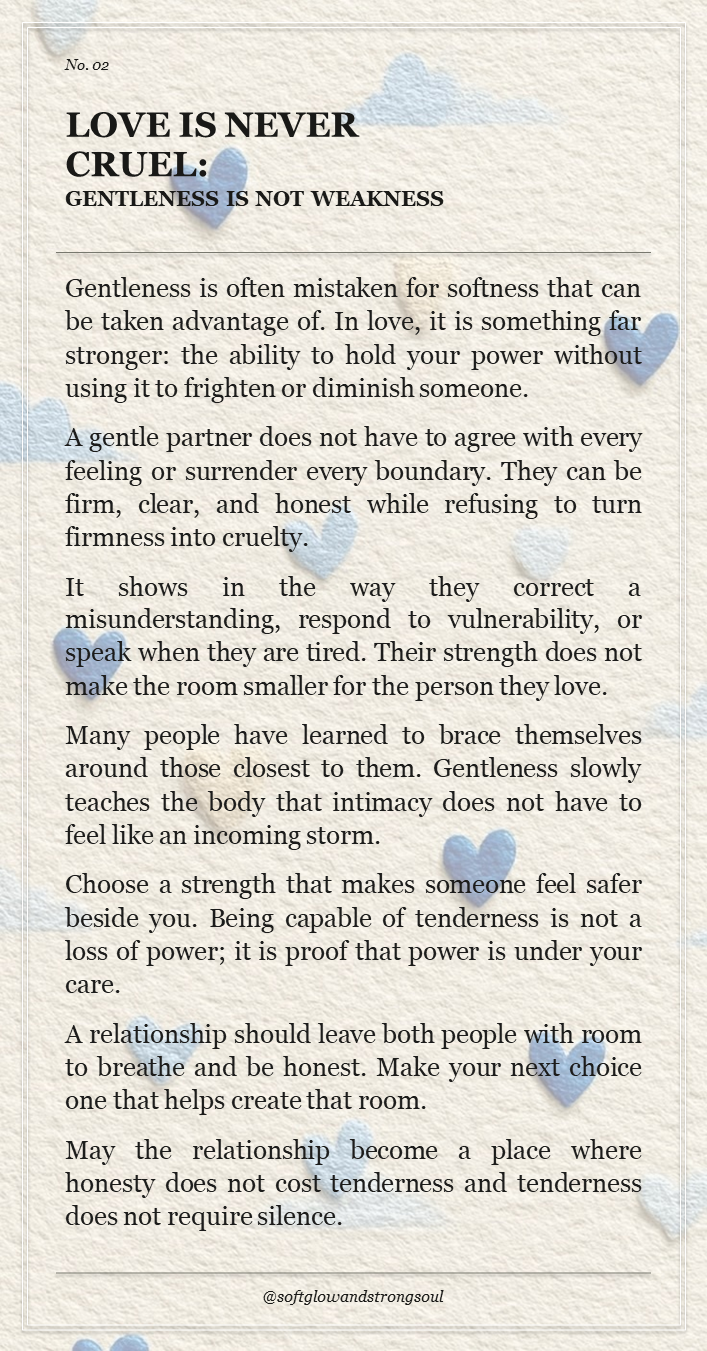 No. 02
LOVE IS NEVER
CRUEL:
GENTLENESS IS NOT WEAKNESS
Gentleness is often mistaken for softness that can
be taken advantage of. In love, it is something far
stronger: the ability to hold your power without
using it to frighten or diminish someone.
A gentle partner does not have to agree with every
feeling or surrender every boundary. They can be
firm, clear, and honest while refusing to turn
firmness into cruelty.
It shows in the way they correct a
misunderstanding, respond to vulnerability, or
speak when they are tired. Their strength does not
make the room smaller for the person they love.
Many people have learned to brace themselves
around those closest to them. Gentleness slowly
teaches the body that intimacy does not have to
feel like an incoming storm.
Choose a strength that makes someone feel safer
beside you. Being capable of tenderness is not a
loss of power; it is proof that power is under your
care.
A relationship should leave both people with room
to breathe and be honest. Make your next choice
one that helps create that room.
May the relationship become a place where
honesty does not cost tenderness and tenderness
does not require silence.
@softglowandstrongsoul